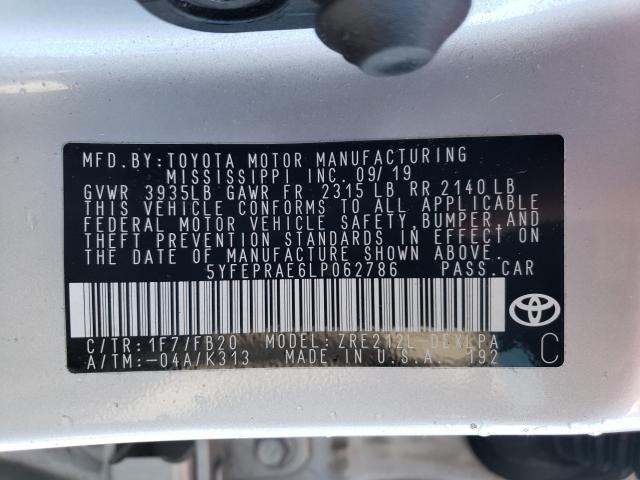 MFD. BY: TOYOTA MOTOR MANUFACTURING
MISSISSIPPI INC. 09/19
GVWR 3935LB GAWR FR 2315 LB RR 2140 LB
THIS VEHICLE CONFORMS TO ALL APPLICABLE
FEDERAL MOTOR VEHICLE SAFETY, BUMPER AND
THEFT PREVENTION STANDARDS IN EFFECT ON
THE DATE OF MANUFACTURE SHOWN ABOVE.
5YFEPRAE6LP062786 PASS. CAR
C/TR: 1F7/FB20 MODEL: ZRE212L-DEXLPA
A/TM: -04A/K313 MADE IN U.S.A. 192 C